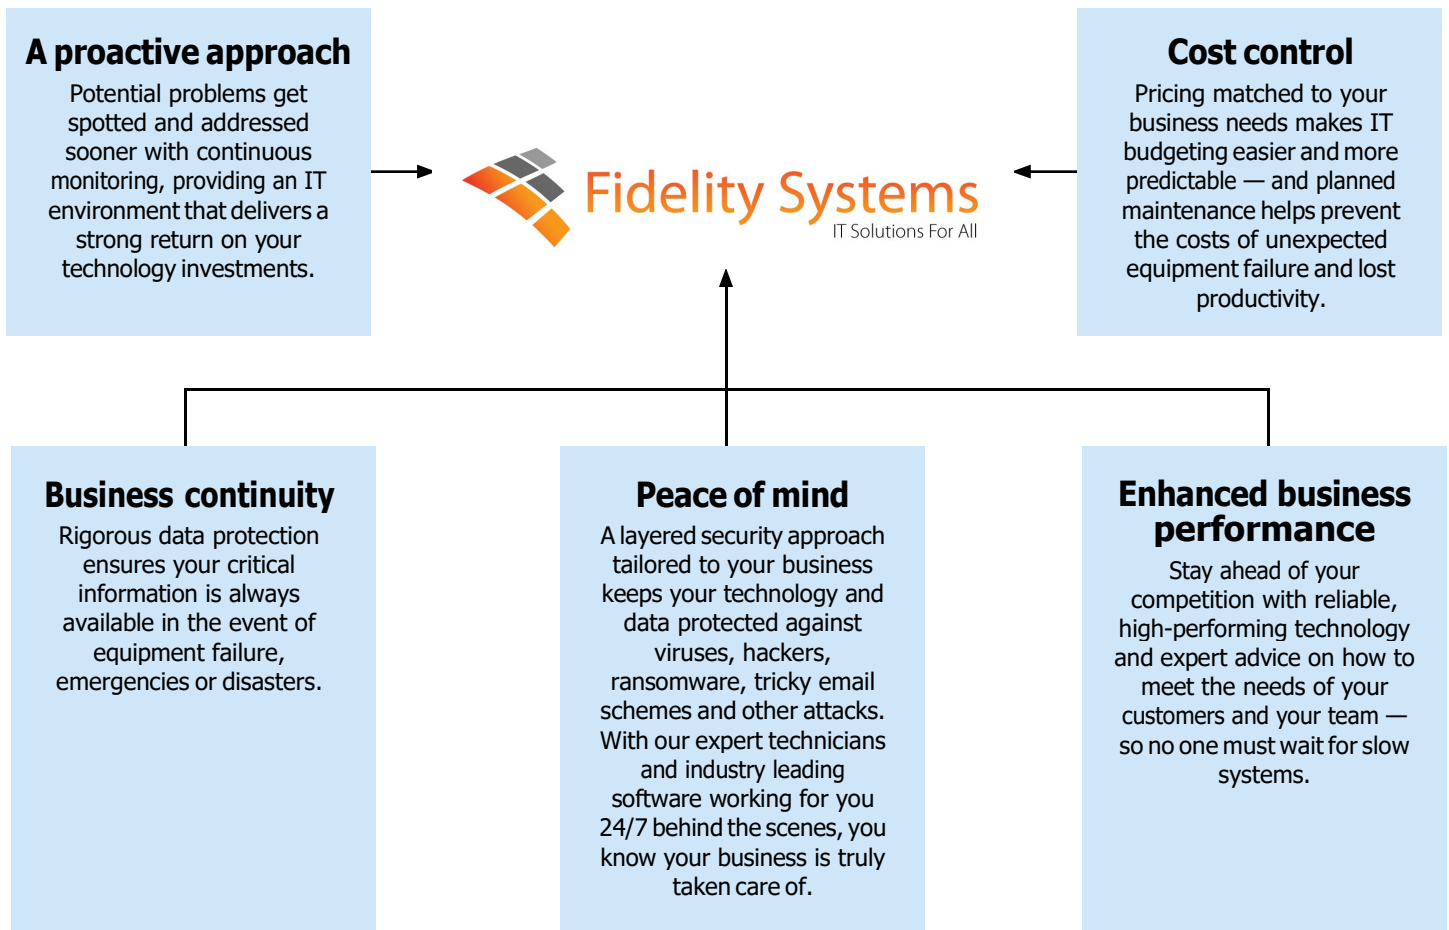 A proactive approach
Potential problems get
spotted and addressed
sooner with continuous
monitoring, providing an IT
environment that delivers a
strong return on your
technology investments.
Fidelity Systems
IT Solutions For All
Cost control
Pricing matched to your
business needs makes IT
budgeting easier and more
predictable — and planned
maintenance helps prevent
the costs of unexpected
equipment failure and lost
productivity.
Business continuity
Rigorous data protection
ensures your critical
information is always
available in the event of
equipment failure,
emergencies or disasters.
Peace of mind
A layered security approach
tailored to your business
keeps your technology and
data protected against
viruses, hackers,
ransomware, tricky email
schemes and other attacks.
With our expert technicians
and industry leading
software working for you
24/7 behind the scenes, you
know your business is truly
taken care of.
Enhanced business
performance
Stay ahead of your
competition with reliable,
high-performing technology
and expert advice on how to
meet the needs of your
customers and your team —
so no one must wait for slow
systems.